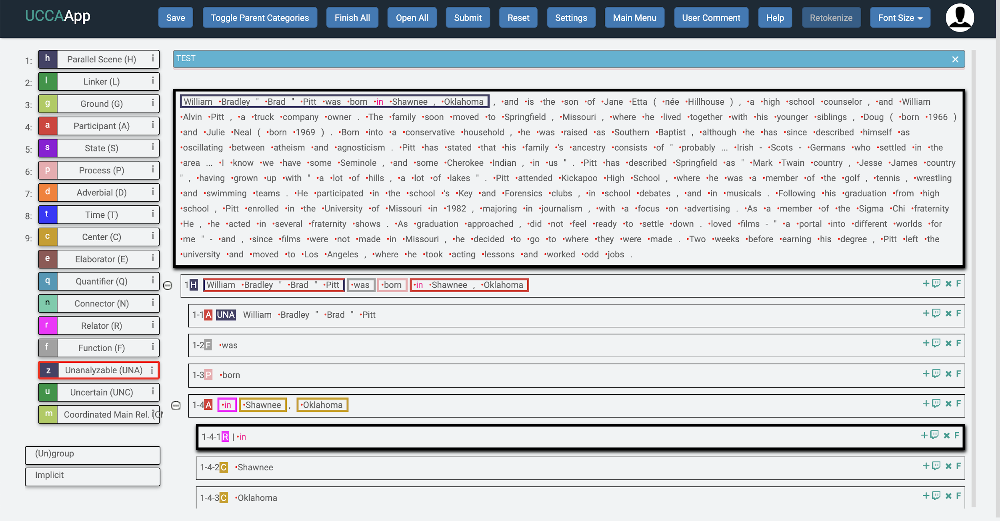 UCCAApp
Save
Toggle Parent Categories
Finish All
Open All
Submit
Reset
Settings
Main Menu
User Comment
Help
Retokenize
Font Size
1: h Parallel Scene (H) i
2: l Linker (L) i
3: g Ground (G) i
4: a Participant (A) i
5: s State (S) i
6: p Process (P) i
7: d Adverbial (D) i
8: t Time (T) i
9: c Center (C) i
e Elaborator (E) i
q Quantifier (Q) i
n Connector (N) i
r Relator (R) i
f Function (F) i
z Unanalyzable (UNA) i
u Uncertain (UNC) i
m Coordinated Main Rel. (CM i
(Un)group
Implicit
TEST ×
William •Bradley " •Brad " •Pitt •was •born •in •Shawnee , •Oklahoma , •and •is •the •son •of •Jane •Etta ( •née •Hillhouse ) , •a •high •school •counselor , •and •William
•Alvin •Pitt , •a •truck •company •owner . •The •family •soon •moved •to •Springfield , •Missouri , •where •he •lived •together •with •his •younger •siblings , •Doug ( •born •1966 )
•and •Julie •Neal ( •born •1969 ) . •Born •into •a •conservative •household , •he •was •raised •as •Southern •Baptist , •although •he •has •since •described •himself •as
•oscillating •between •atheism •and •agnosticism . •Pitt •has •stated •that •his •family •'s •ancestry •consists •of " •probably ... •Irish - •Scots - •Germans •who •settled •in •the
•area ... •I •know •we •have •some •Seminole , •and •some •Cherokee •Indian , •in •us " . •Pitt •has •described •Springfield •as " •Mark •Twain •country , •Jesse •James •country
" , •having •grown •up •with " •a •lot •of •hills , •a •lot •of •lakes " . •Pitt •attended •Kickapoo •High •School , •where •he •was •a •member •of •the •golf , •tennis , •wrestling
•and •swimming •teams . •He •participated •in •the •school •'s •Key •and •Forensics •clubs , •in •school •debates , •and •in •musicals . •Following •his •graduation •from •high
•school , •Pitt •enrolled •in •the •University •of •Missouri •in •1982 , •majoring •in •journalism , •with •a •focus •on •advertising . •As •a •member •of •the •Sigma •Chi •fraternity
•He , •he •acted •in •several •fraternity •shows . •As •graduation •approached , •did •not •feel •ready •to •settle •down . •loved •films - " •a •portal •into •different •worlds •for
•me " - •and , •since •films •were •not •made •in •Missouri , •he •decided •to •go •to •where •they •were •made . •Two •weeks •before •earning •his •degree , •Pitt •left •the
•university •and •moved •to •Los •Angeles , •where •he •took •acting •lessons •and •worked •odd •jobs .
1 H William •Bradley " •Brad " •Pitt •was •born •in •Shawnee , •Oklahoma + F
1-1 A UNA William •Bradley " •Brad " •Pitt + F
1-2 F •was + F
1-3 P •born + F
1-4 A •in •Shawnee , •Oklahoma + F
1-4-1 R | •in + F
1-4-2 C •Shawnee + F
1-4-3 C •Oklahoma + F